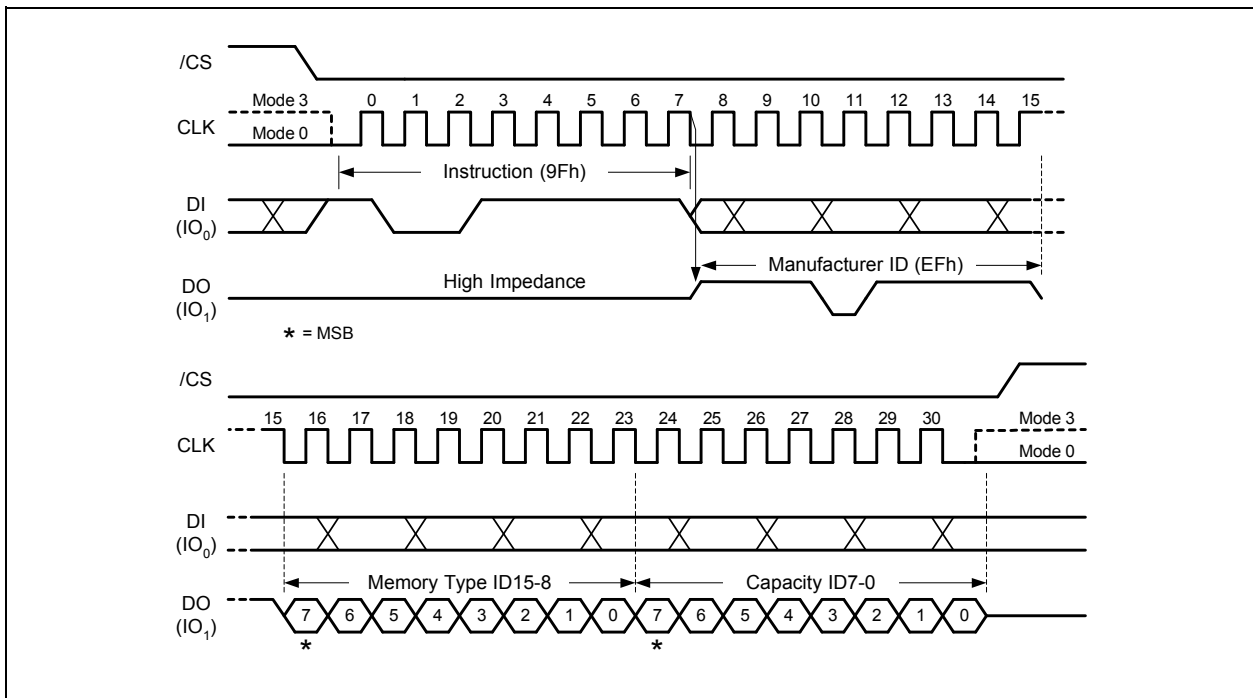 /CS
Mode 3 0 1 2 3 4 5 6 7 8 9 10 11 12 13 14 15
CLK
Mode 0
Instruction (9Fh)
DI
(IO0)
Manufacturer ID (EFh)
DO High Impedance
(IO1)
* = MSB
/CS
15 16 17 18 19 20 21 22 23 24 25 26 27 28 29 30 Mode 3
CLK
Mode 0
DI
(IO0)
Memory Type ID15-8 Capacity ID7-0
DO
(IO1) 7 6 5 4 3 2 1 0 7 6 5 4 3 2 1 0
* *